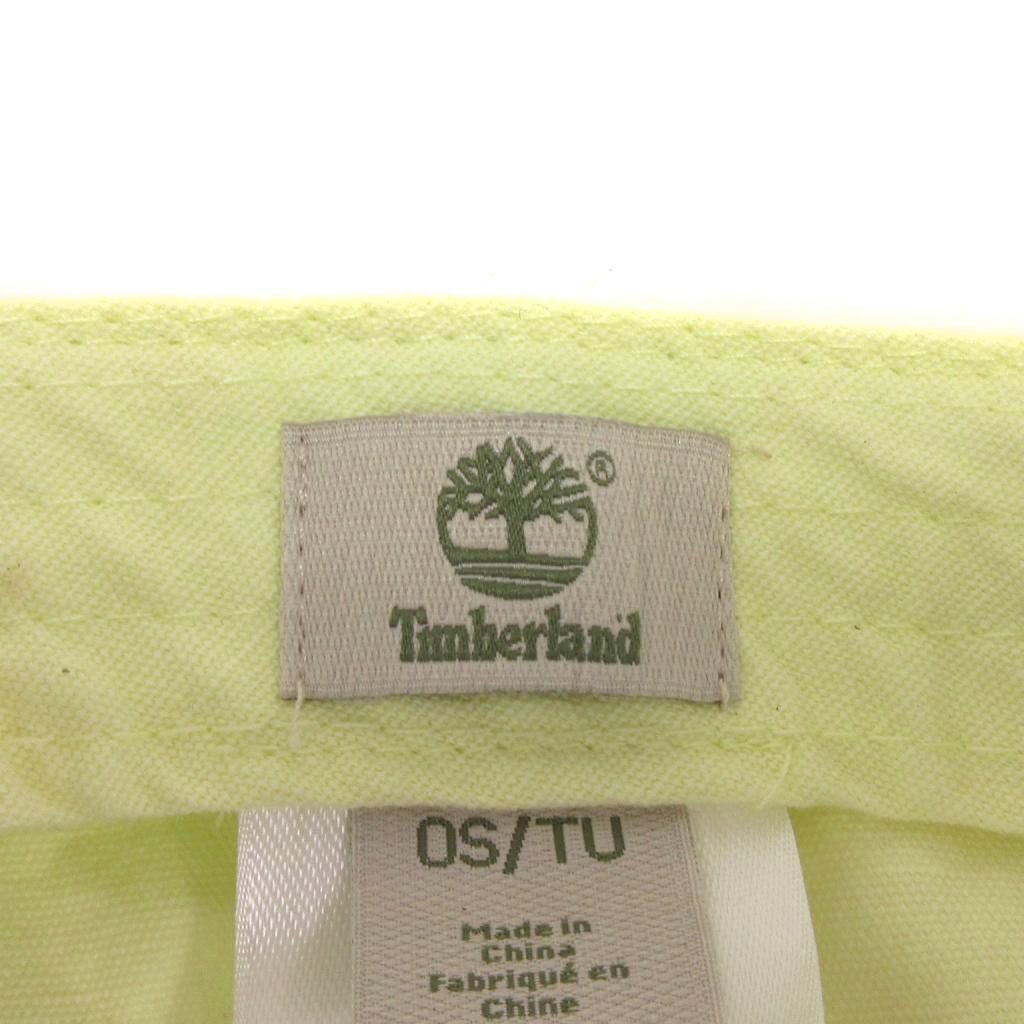 ®
Timberland
OS/TU
Made in
China
Fabriqué en
Chine